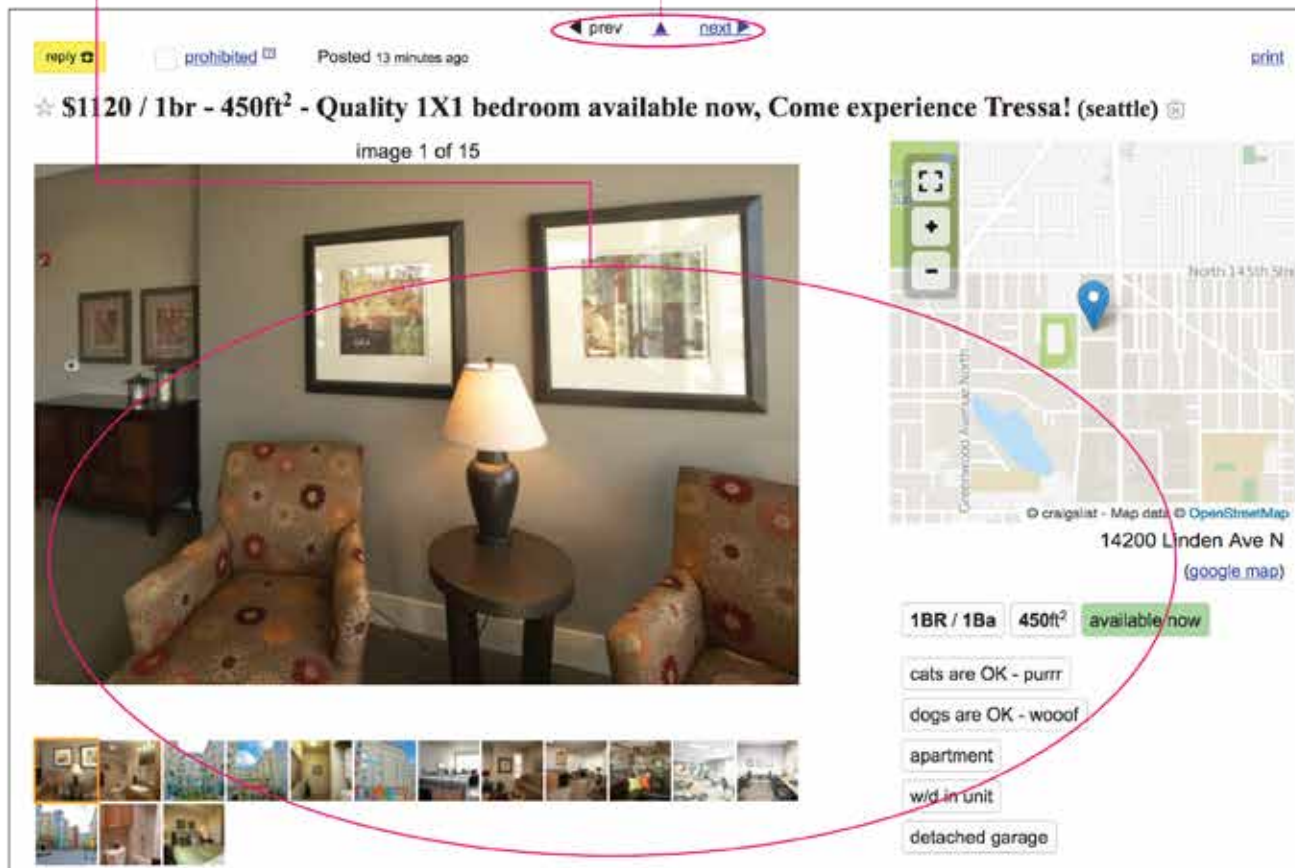 ◀ prev ▲ next ▶
reply prohibited [?] Posted 13 minutes ago print
☆ $1120 / 1br - 450ft² - Quality 1X1 bedroom available now, Come experience Tressa! (seattle)
image 1 of 15
+
-
North 145th Stre
Greenwood Avenue North
© craigslist - Map data © OpenStreetMap
14200 Linden Ave N
(google map)
1BR / 1Ba 450ft² available now
cats are OK - purrr
dogs are OK - wooof
apartment
w/d in unit
detached garage